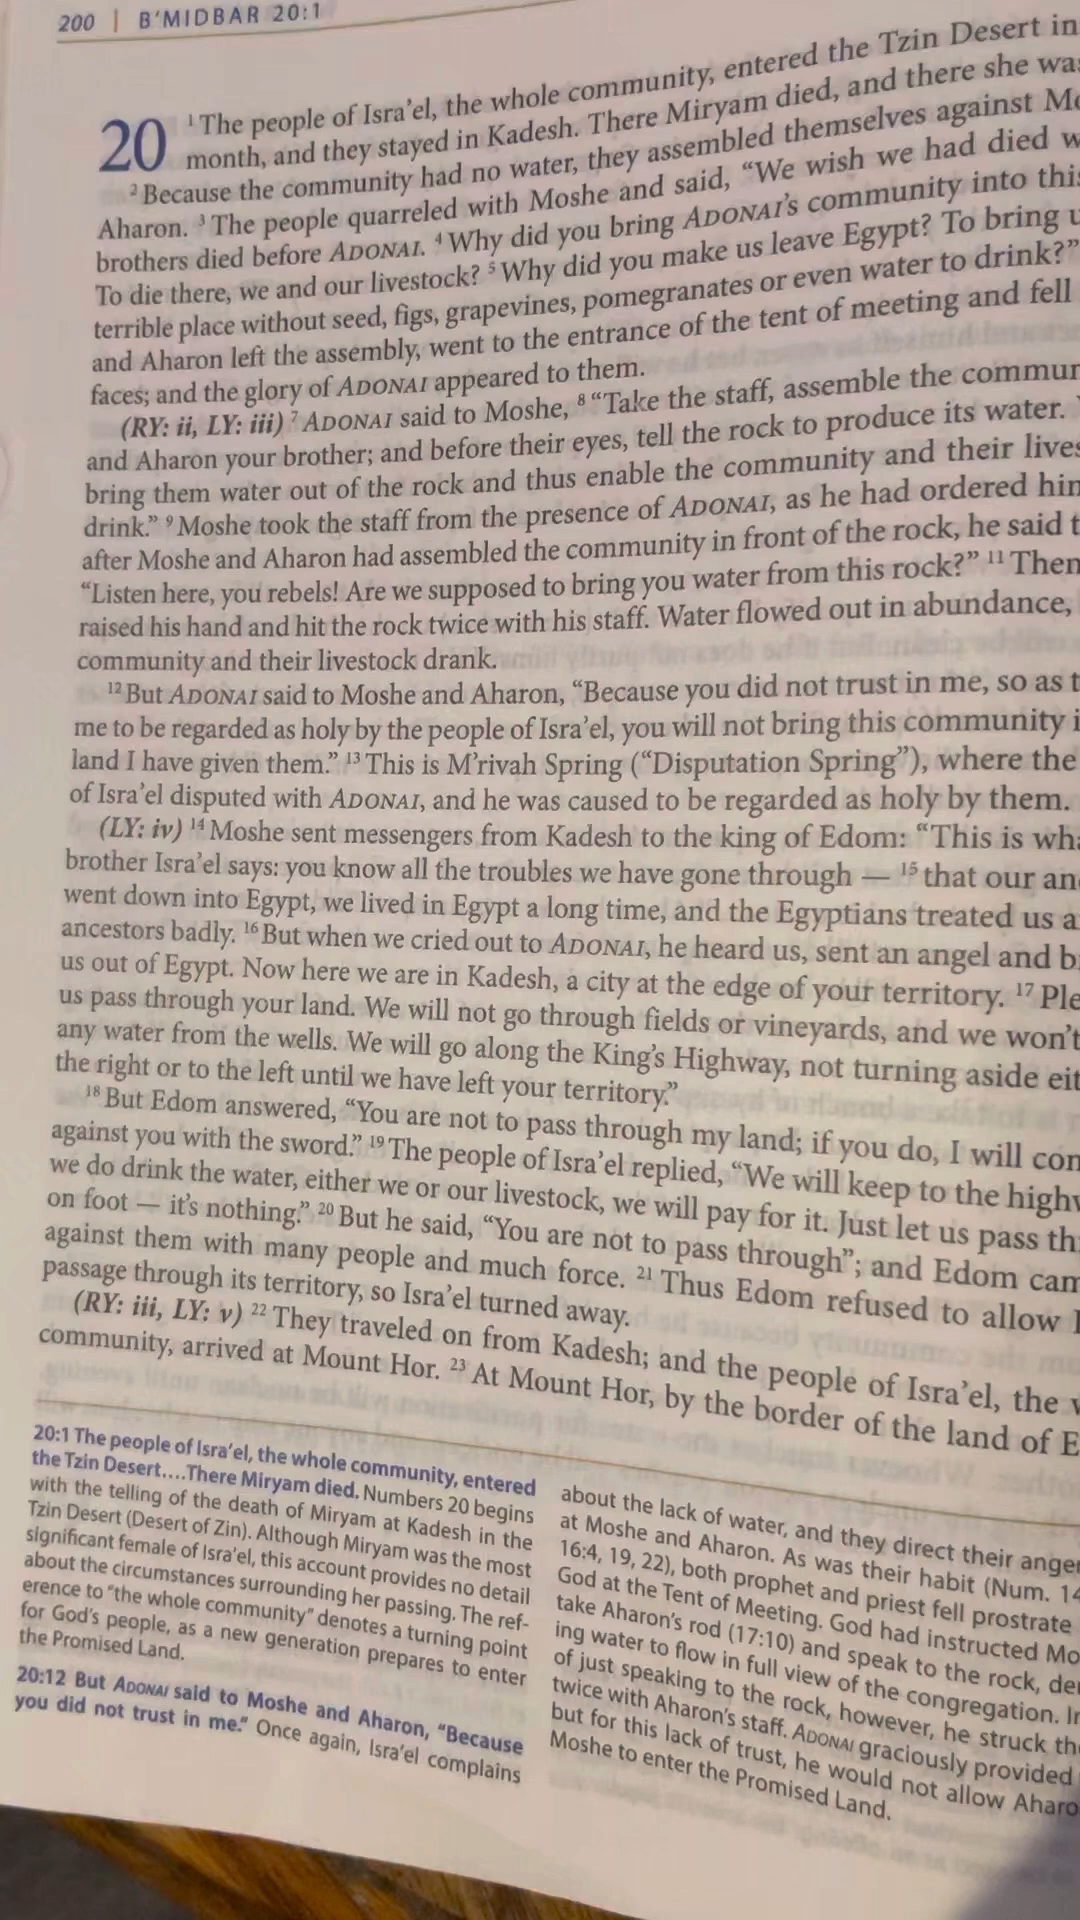 200 | B'MIDBAR 20:1
20 ¹ The people of Isra'el, the whole community, entered the Tzin Desert in
month, and they stayed in Kadesh. There Miryam died, and there she
² Because the community had no water, they assembled themselves against
Aharon. ³ The people quarreled with Moshe and said, “We wish we had died
brothers died before ADONAI. ⁴ Why did you bring ADONAI's community into
To die there, we and our livestock? ⁵ Why did you make us leave Egypt? To bring
terrible place without seed, figs, grapevines, pomegranates or even water to drink?”
and Aharon left the assembly, went to the entrance of the tent of meeting and fell
faces; and the glory of ADONAI appeared to them.
(RY: ii, LY: iii) ⁷ ADONAI said to Moshe, ⁸ “Take the staff, assemble the
and Aharon your brother; and before their eyes, tell the rock to produce its water.
bring them water out of the rock and thus enable the community and their
drink.” ⁹ Moshe took the staff from the presence of ADONAI, as he had ordered
after Moshe and Aharon had assembled the community in front of the rock, he said
“Listen here, you rebels! Are we supposed to bring you water from this rock?” ¹¹ Then
raised his hand and hit the rock twice with his staff. Water flowed out in abundance,
community and their livestock drank.
¹² But ADONAI said to Moshe and Aharon, “Because you did not trust in me, so as
me to be regarded as holy by the people of Isra'el, you will not bring this community
land I have given them.” ¹³ This is M'rivah Spring (“Disputation Spring”), where the
of Isra'el disputed with ADONAI, and he was caused to be regarded as holy by them.
(LY: iv) ¹⁴ Moshe sent messengers from Kadesh to the king of Edom: “This is
brother Isra'el says: you know all the troubles we have gone through — ¹⁵ that our
went down into Egypt, we lived in Egypt a long time, and the Egyptians treated us
ancestors badly. ¹⁶ But when we cried out to ADONAI, he heard us, sent an angel and
us out of Egypt. Now here we are in Kadesh, a city at the edge of your territory. ¹⁷
us pass through your land. We will not go through fields or vineyards, and we won't
any water from the wells. We will go along the King's Highway, not turning aside
the right or to the left until we have left your territory.”
¹⁸ But Edom answered, “You are not to pass through my land; if you do, I will
against you with the sword.” ¹⁹ The people of Isra'el replied, “We will keep to the
we do drink the water, either we or our livestock, we will pay for it. Just let us pass
on foot — it's nothing.” ²⁰ But he said, “You are not to pass through”; and Edom
against them with many people and much force. ²¹ Thus Edom refused to allow
passage through its territory, so Isra'el turned away.
(RY: iii, LY: v) ²² They traveled on from Kadesh; and the people of Isra'el, the
community, arrived at Mount Hor. ²³ At Mount Hor, by the border of the land of
20:1 The people of Isra'el, the whole community, entered
the Tzin Desert....There Miryam died. Numbers 20 begins
with the telling of the death of Miryam at Kadesh in the
Tzin Desert (Desert of Zin). Although Miryam was the most
significant female of Isra'el, this account provides no detail
about the circumstances surrounding her passing. The ref-
erence to “the whole community” denotes a turning point
for God's people, as a new generation prepares to enter
the Promised Land.
20:12 But ADONAI said to Moshe and Aharon, “Because
you did not trust in me.” Once again, Isra'el complains
about the lack of water, and they direct their anger
at Moshe and Aharon. As was their habit (Num.
16:4, 19, 22), both prophet and priest fell prostrate
God at the Tent of Meeting. God had instructed
take Aharon's rod (17:10) and speak to the rock,
ing water to flow in full view of the congregation.
of just speaking to the rock, however, he struck
twice with Aharon's staff. ADONAI graciously provided
but for this lack of trust, he would not allow
Moshe to enter the Promised Land.